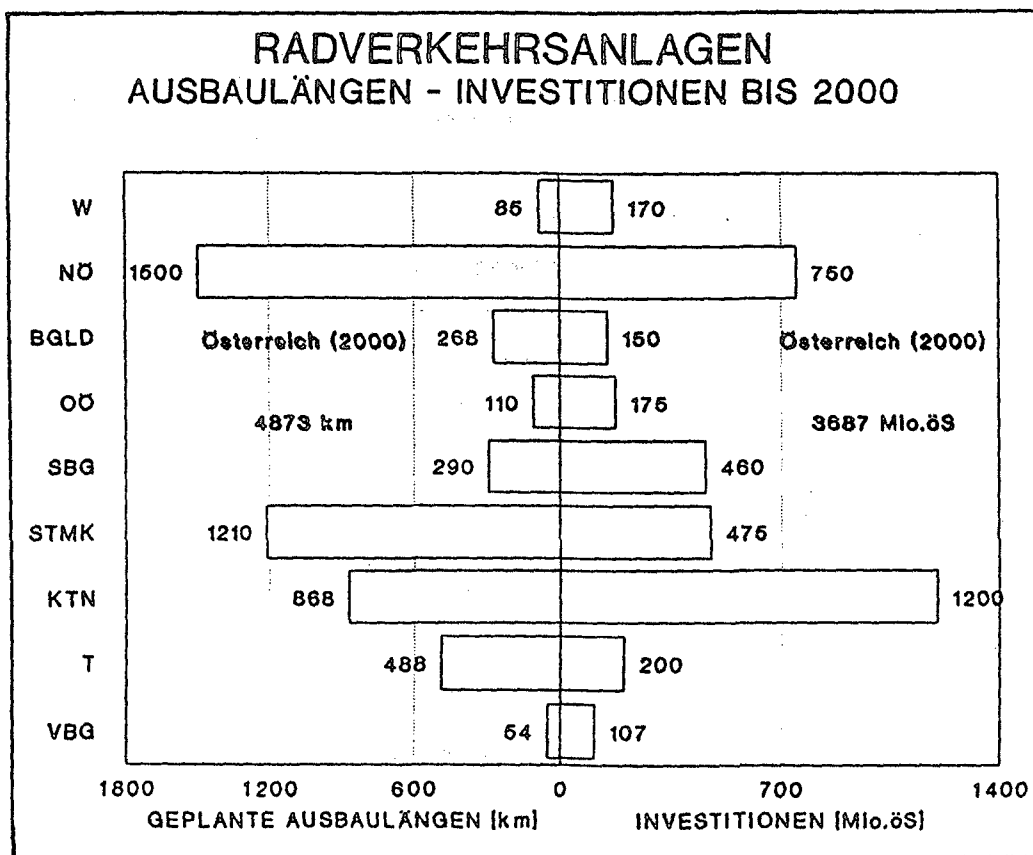 RADVERKEHRSANLAGEN
AUSBAULÄNGEN - INVESTITIONEN BIS 2000
W 85 170
NÖ 1500 750
BGLD Österreich (2000) 268 150 Österreich (2000)
OÖ 110 175
4873 km 3687 Mio.öS
SBG 290 460
STMK 1210 475
KTN 868 1200
T 488 200
VBG 54 107
1800 1200 600 0 700 1400
GEPLANTE AUSBAULÄNGEN [km] INVESTITIONEN [Mio.öS]